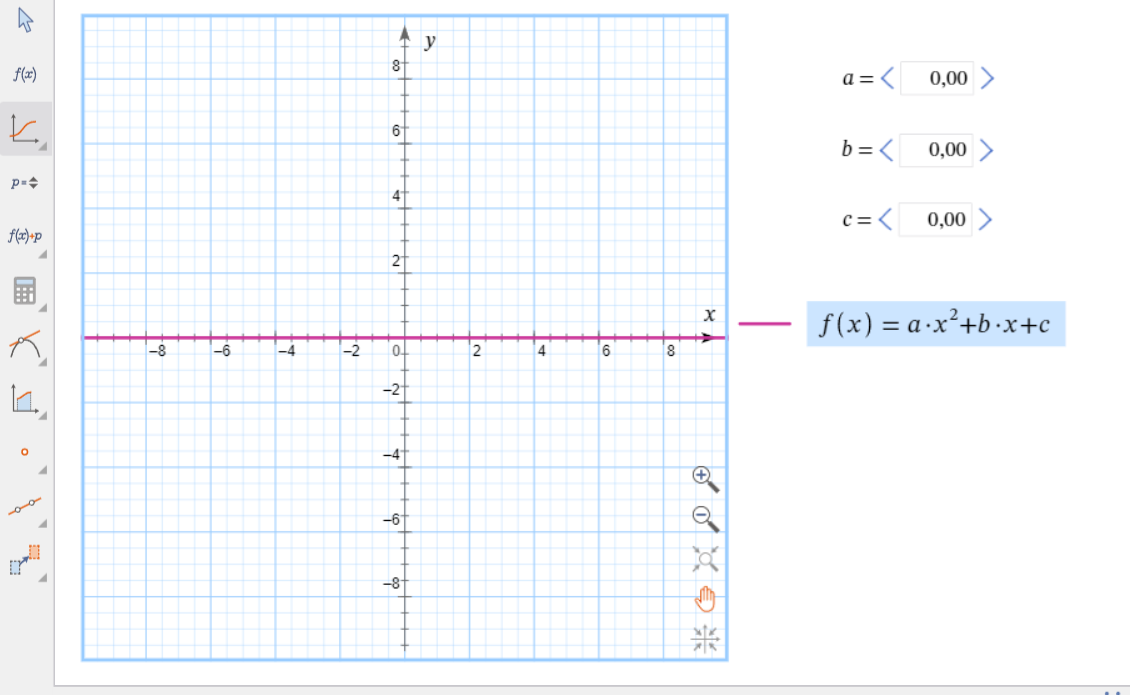 f(x)
p=
f(x)+p
y
8
6
4
2
x
−8 −6 −4 −2 0 2 4 6 8
−2
−4
−6
−8
a = < 0,00 >
b = < 0,00 >
c = < 0,00 >
f(x) = a·x²+b·x+c